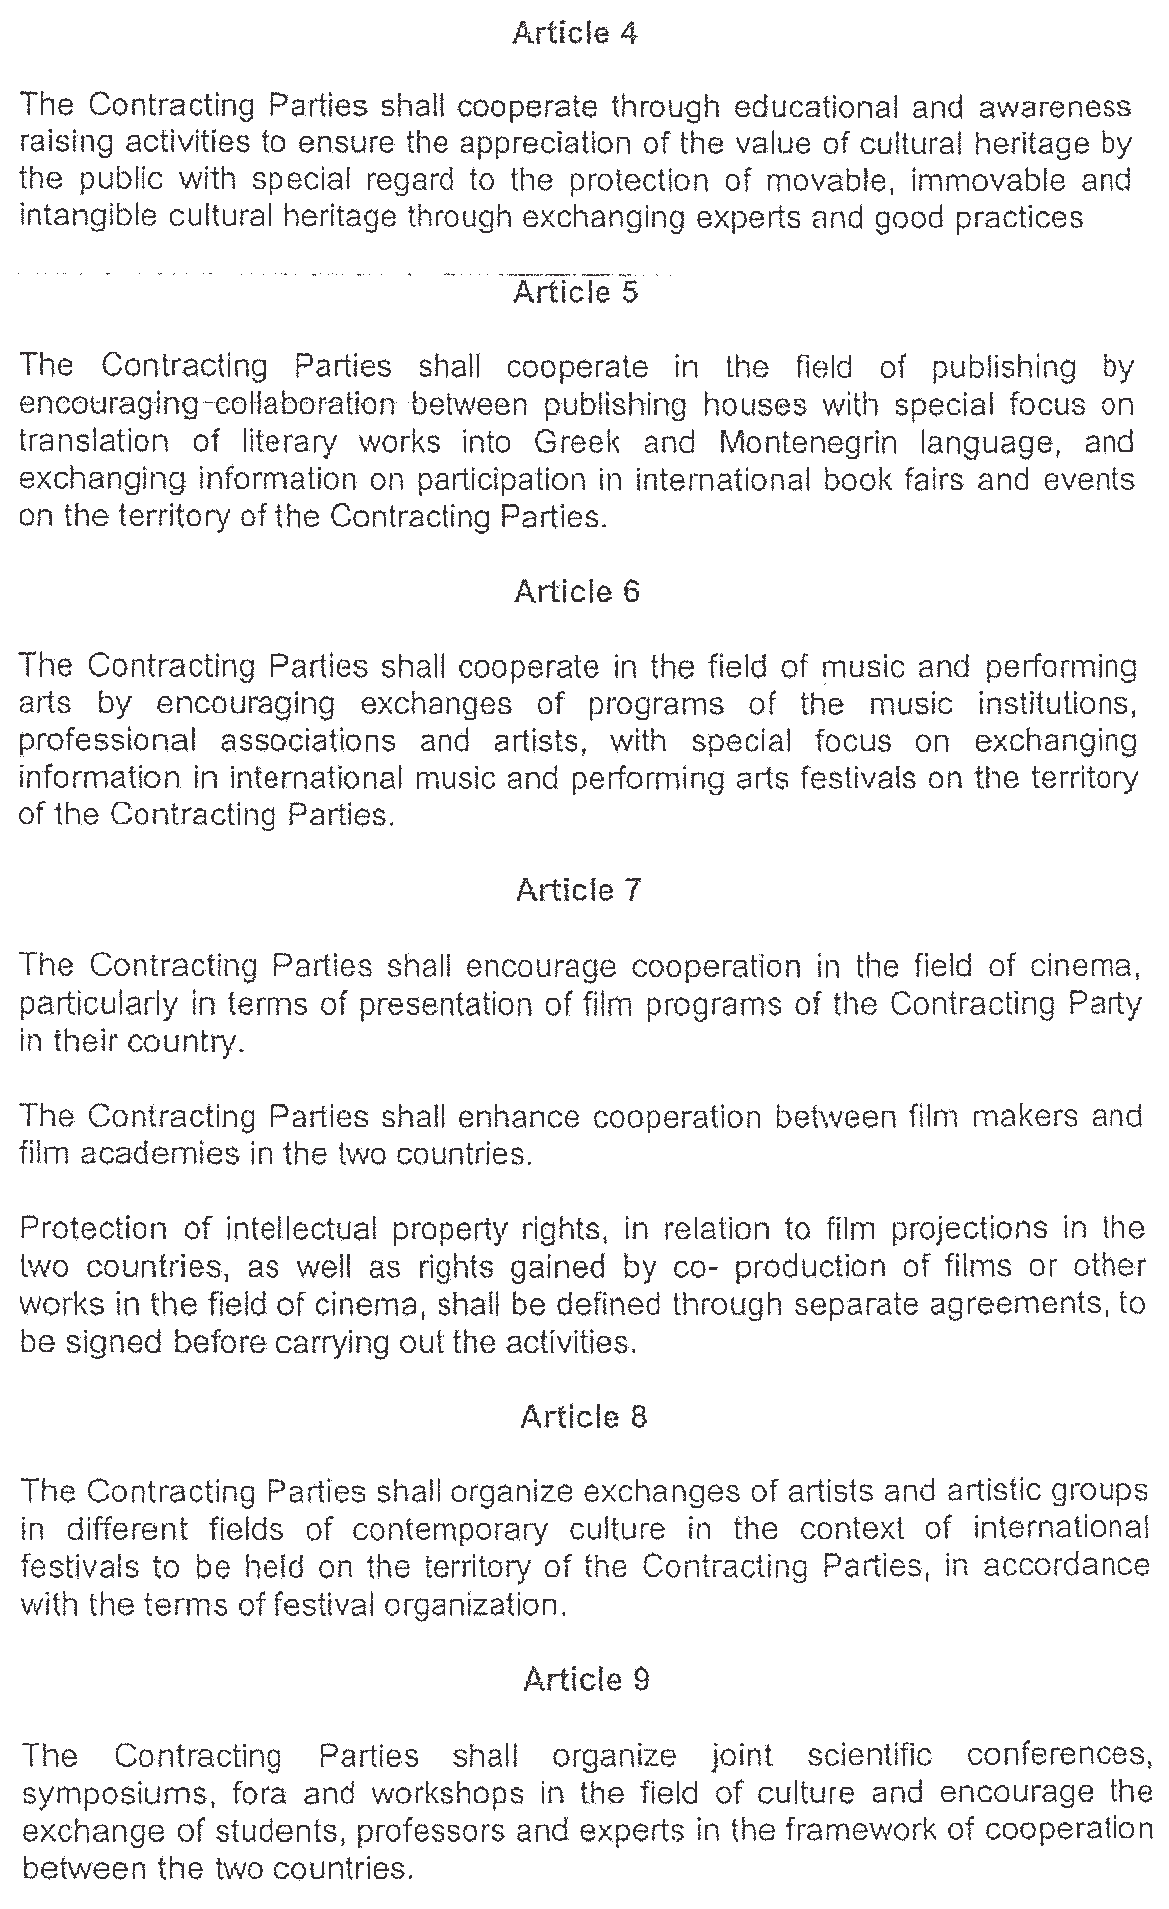 Article 4
The Contracting Parties shall cooperate through educational and awareness
raising activities to ensure the appreciation of the value of cultural heritage by
the public with special regard to the protection of movable, immovable and
intangible cultural heritage through exchanging experts and good practices
Article 5
The Contracting Parties shall cooperate in the field of publishing by
encouraging-collaboration between publishing houses with special focus on
translation of literary works into Greek and Montenegrin language, and
exchanging information on participation in international book fairs and events
on the territory of the Contracting Parties.
Article 6
The Contracting Parties shall cooperate in the field of music and performing
arts by encouraging exchanges of programs of the music institutions,
professional associations and artists, with special focus on exchanging
information in international music and performing arts festivals on the territory
of the Contracting Parties.
Article 7
The Contracting Parties shall encourage cooperation in the field of cinema,
particularly in terms of presentation of film programs of the Contracting Party
in their country.
The Contracting Parties shall enhance cooperation between film makers and
film academies in the two countries.
Protection of intellectual property rights, in relation to film projections in the
two countries, as well as rights gained by co- production of films or other
works in the field of cinema, shall be defined through separate agreements, to
be signed before carrying out the activities.
Article 8
The Contracting Parties shall organize exchanges of artists and artistic groups
in different fields of contemporary culture in the context of international
festivals to be held on the territory of the Contracting Parties, in accordance
with the terms of festival organization.
Article 9
The Contracting Parties shall organize joint scientific conferences,
symposiums, fora and workshops in the field of culture and encourage the
exchange of students, professors and experts in the framework of cooperation
between the two countries.